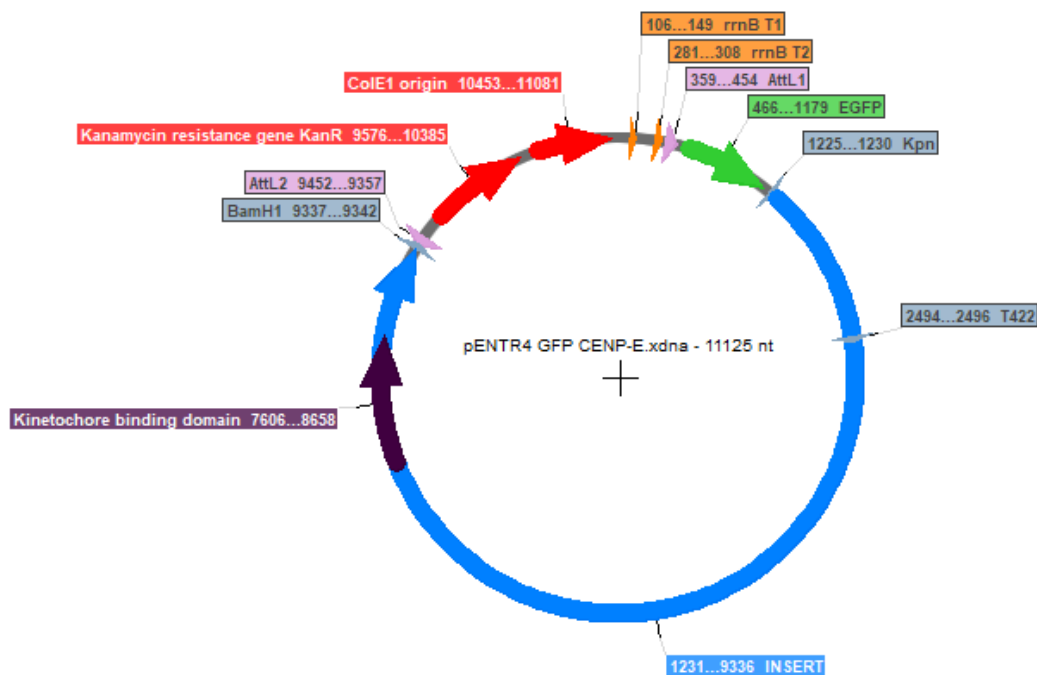 106...149 rrnB T1
281...308 rrnB T2
ColE1 origin 10453...11081
359...454 AttL1
466...1179 EGFP
Kanamycin resistance gene KanR 9576...10385
1225...1230 Kpn
AttL2 9452...9357
BamH1 9337...9342
2494...2496 T422
pENTR4 GFP CENP-E.xdna - 11125 nt
Kinetochore binding domain 7606...8658
1231...9336 INSERT